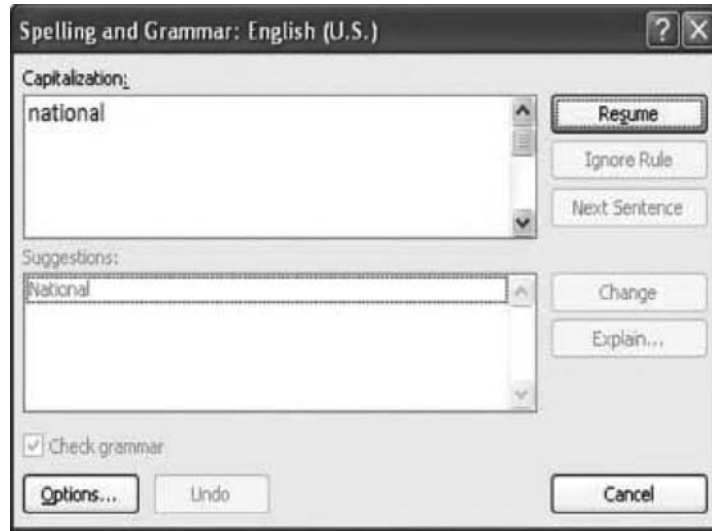 Spelling and Grammar: English (U.S.)
Capitalization:
national
Resume
Ignore Rule
Next Sentence
Suggestions:
National
Change
Explain...
Check grammar
Options...
Undo
Cancel